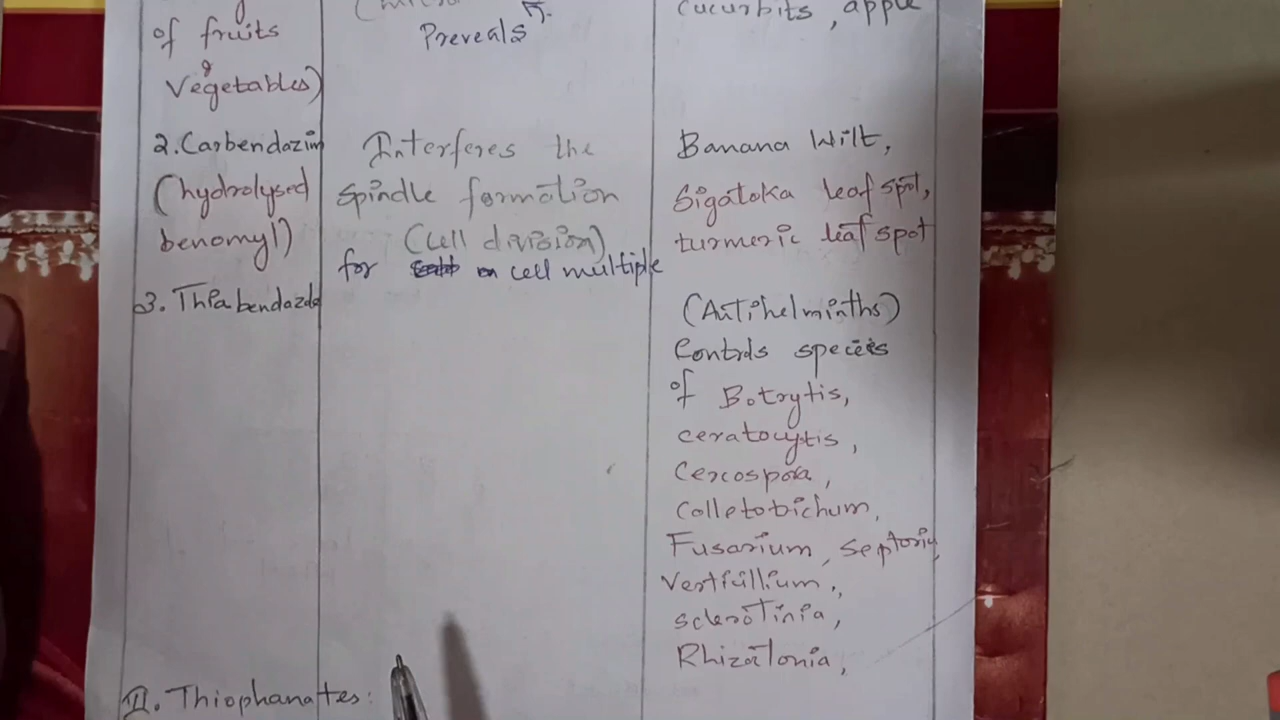 of fruits
&
Vegetables)
Prevails
cucurbits, apple
2. Carbendazim
(hydrolysed
benomyl)
Interferes the
spindle formation
(cell division)
for cell multiple
Banana Wilt,
Sigatoka leaf spot,
turmeric leaf spot
3. Thiabendazole
(Antihelminths)
Controls species
of Botrytis,
ceratocystis,
Cercospora,
Colletotrichum,
Fusarium, Septoria,
Verticillium,
sclerotinia,
Rhizoctonia,
II. Thiophanates: